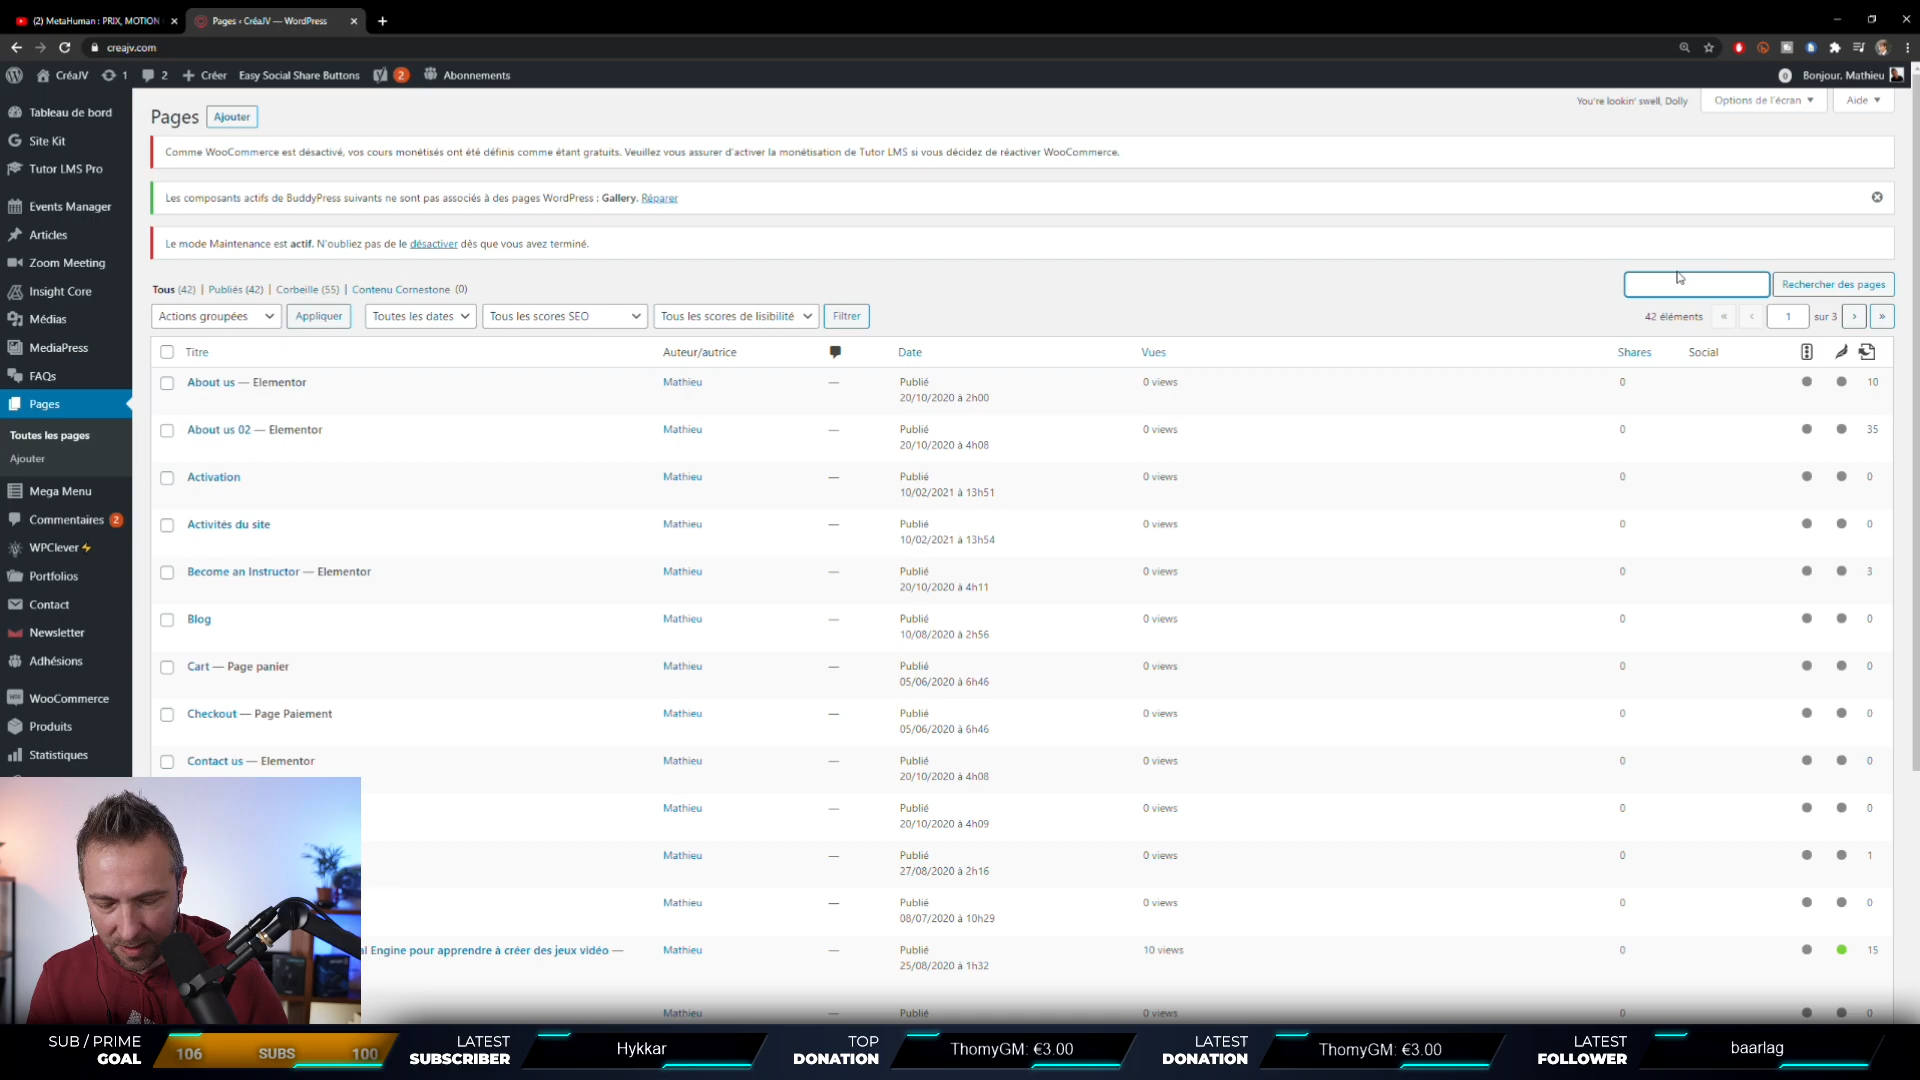 (2) MetaHuman : PRIX, MOTION
Pages ‹ CréaJV — WordPress
creajv.com
CréaJV
1
2
Créer
Easy Social Share Buttons
2
Abonnements
0
Bonjour, Mathieu
Tableau de bord
Site Kit
Tutor LMS Pro
Events Manager
Articles
Zoom Meeting
Insight Core
Médias
MediaPress
FAQs
Pages
Toutes les pages
Ajouter
Mega Menu
Commentaires 2
WPClever
Portfolios
Contact
Newsletter
Adhésions
WooCommerce
Produits
Statistiques
Pages
Ajouter
You're lookin' swell, Dolly
Options de l'écran
Aide
Comme WooCommerce est désactivé, vos cours monétisés ont été définis comme étant gratuits. Veuillez vous assurer d'activer la monétisation de Tutor LMS si vous décidez de réactiver WooCommerce.
Les composants actifs de BuddyPress suivants ne sont pas associés à des pages WordPress : Gallery. Réparer
Le mode Maintenance est actif. N'oubliez pas de le désactiver dès que vous avez terminé.
Tous (42) | Publiés (42) | Corbeille (55) | Contenu Cornestone (0)
Rechercher des pages
Actions groupées
Appliquer
Toutes les dates
Tous les scores SEO
Tous les scores de lisibilité
Filtrer
42 éléments « ‹ 1 sur 3 › »
Titre Auteur/autrice Date Vues Shares Social
About us — Elementor Mathieu — Publié 0 views 0 10
20/10/2020 à 2h00
About us 02 — Elementor Mathieu — Publié 0 views 0 35
20/10/2020 à 4h08
Activation Mathieu — Publié 0 views 0 0
10/02/2021 à 13h51
Activités du site Mathieu — Publié 0 views 0 0
10/02/2021 à 13h54
Become an Instructor — Elementor Mathieu — Publié 0 views 0 3
20/10/2020 à 4h11
Blog Mathieu — Publié 0 views 0 0
10/08/2020 à 2h56
Cart — Page panier Mathieu — Publié 0 views 0 0
05/06/2020 à 6h46
Checkout — Page Paiement Mathieu — Publié 0 views 0 0
05/06/2020 à 6h46
Contact us — Elementor Mathieu — Publié 0 views 0 0
20/10/2020 à 4h08
Mathieu — Publié 0 views 0 0
20/10/2020 à 4h09
Mathieu — Publié 0 views 0 1
27/08/2020 à 2h16
Mathieu — Publié 0 views 0 0
08/07/2020 à 10h29
al Engine pour apprendre à créer des jeux vidéo — Mathieu — Publié 10 views 0 15
25/08/2020 à 1h32
Mathieu — Publié 0 views 0 0
SUB / PRIME
GOAL
106 SUBS 100
LATEST
SUBSCRIBER
Hykkar
TOP
DONATION
ThomyGM: €3.00
LATEST
DONATION
ThomyGM: €3.00
LATEST
FOLLOWER
baarlag